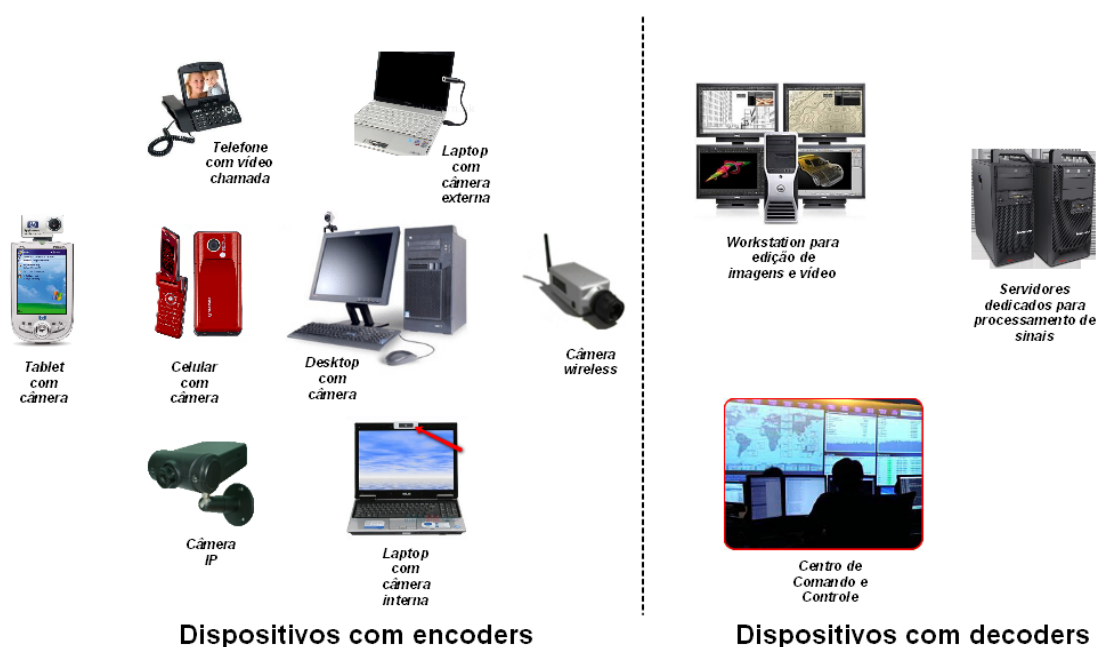 Telefone
com vídeo
chamada
Laptop
com
câmera
externa
Workstation para
edição de
imagens e vídeo
Servidores
dedicados para
processamento de
sinais
Tablet
com
câmera
Celular
com
câmera
Desktop
com
câmera
Câmera
wireless
Câmera
IP
Laptop
com
câmera
interna
Centro de
Comando e
Controle
Dispositivos com encoders
Dispositivos com decoders